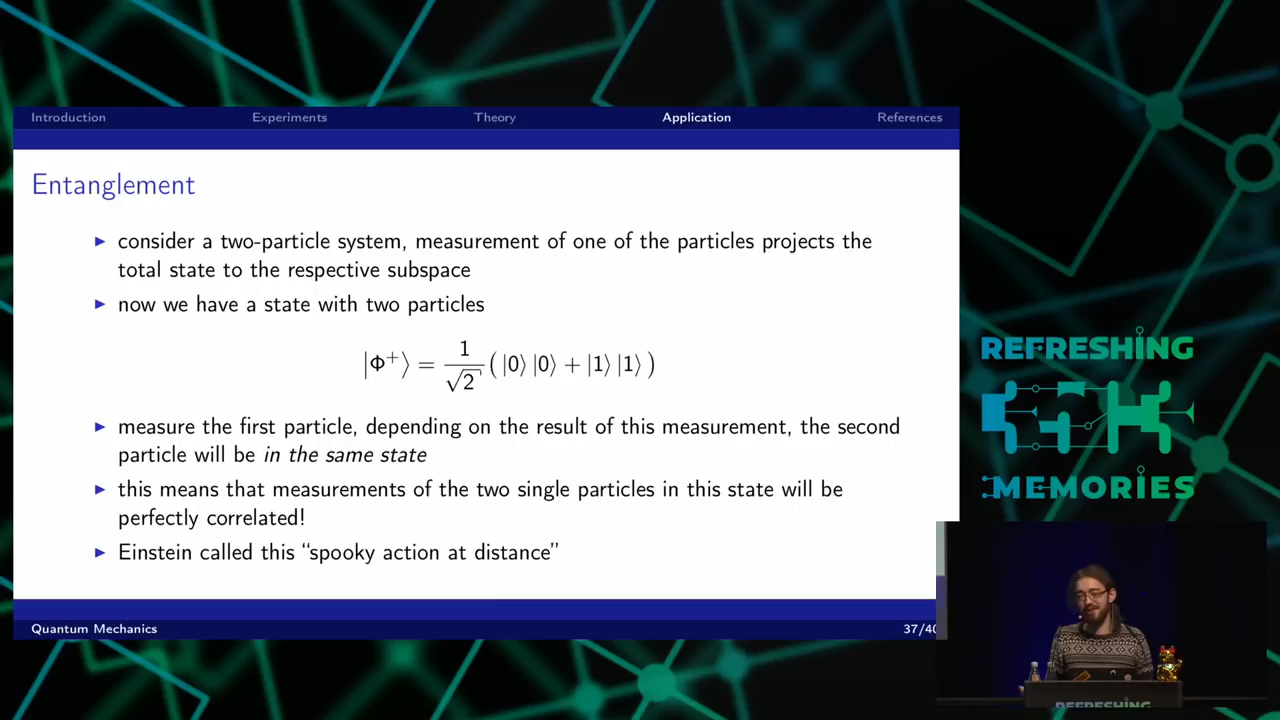 Introduction Experiments Theory Application References
Entanglement
▶ consider a two-particle system, measurement of one of the particles projects the
total state to the respective subspace
▶ now we have a state with two particles
|Φ⁺⟩ = 1/√2 ( |0⟩ |0⟩ + |1⟩ |1⟩ )
▶ measure the first particle, depending on the result of this measurement, the second
particle will be in the same state
▶ this means that measurements of the two single particles in this state will be
perfectly correlated!
▶ Einstein called this “spooky action at distance”
Quantum Mechanics 37/40
REFRESHING
MEMORIES
REFRESHING